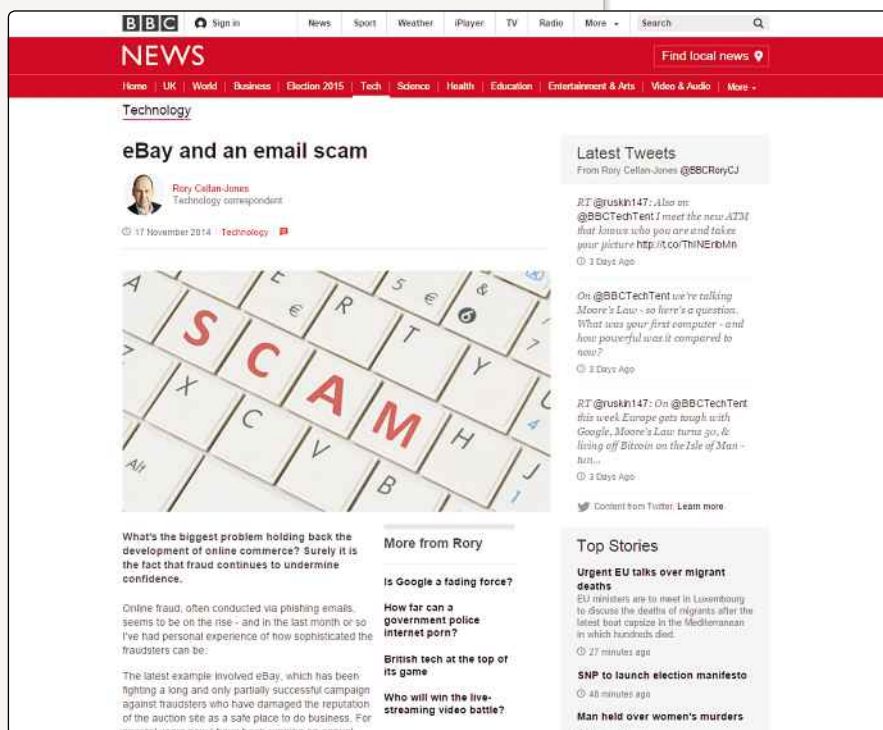 BBC Sign in News Sport Weather iPlayer TV Radio More Search
NEWS
Find local news
Home UK World Business Election 2015 Tech Science Health Education Entertainment & Arts Video & Audio More
Technology
eBay and an email scam
Rory Cellan-Jones
Technology correspondent
17 November 2014 Technology
A
E
R
T
Y
5
€
&
6
€
S
C
A
M
Z
X
C
V
B
H
J
U
4
1
Alt
What's the biggest problem holding back the
development of online commerce? Surely it is
the fact that fraud continues to undermine
confidence.
Online fraud, often conducted via phishing emails,
seems to be on the rise - and in the last month or so
I've had personal experience of how sophisticated the
fraudsters can be.
The latest example involved eBay, which has been
fighting a long and only partially successful campaign
against fraudsters who have damaged the reputation
of the auction site as a safe place to do business. For
More from Rory
Is Google a fading force?
How far can a
government police
internet porn?
British tech at the top of
its game
Who will win the live-
streaming video battle?
Latest Tweets
From Rory Cellan-Jones @BBCRoryCJ
RT @ruskin147: Also on
@BBCTechTent I meet the new ATM
that knows who you are and takes
your picture
3 Days Ago
On @BBCTechTent we're talking
Moore's Law - so here's a question.
What was your first computer - and
how powerful was it compared to
now?
3 Days Ago
RT @ruskin147: On @BBCTechTent
this week Europe gets tough with
Google, Moore's Law turns 50, &
living off Bitcoin on the Isle of Man -
tun...
3 Days Ago
Content from Twitter. Learn more
Top Stories
Urgent EU talks over migrant
deaths
EU ministers are to meet in Luxembourg
to discuss the deaths of migrants after the
latest boat capsize in the Mediterranean
in which hundreds died.
27 minutes ago
SNP to launch election manifesto
48 minutes ago
Man held over women's murders